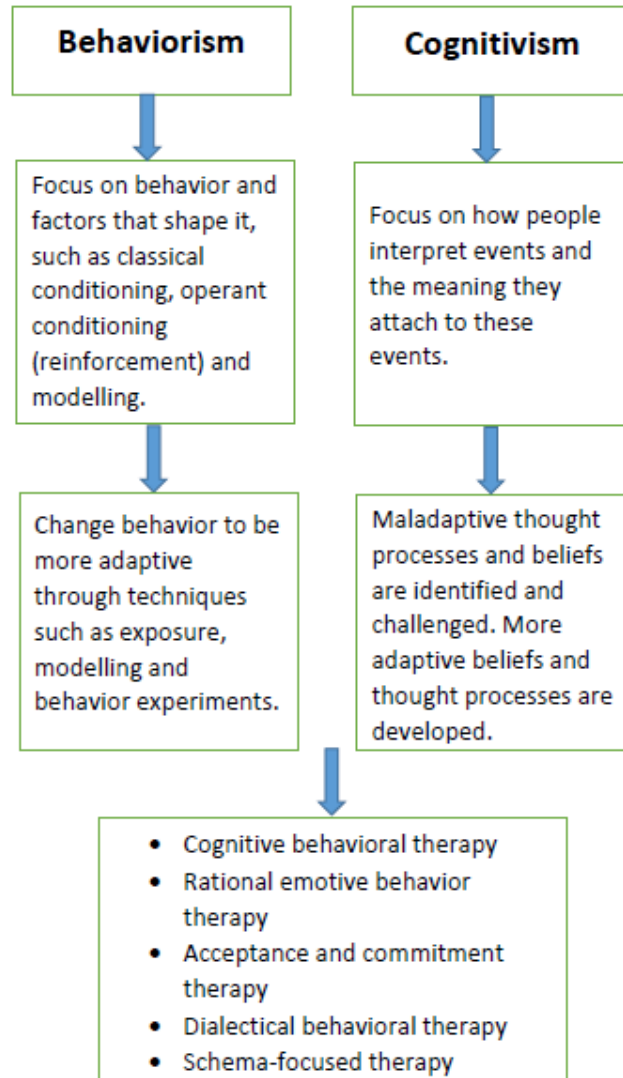 Behaviorism
Focus on behavior and
factors that shape it,
such as classical
conditioning, operant
conditioning
(reinforcement) and
modelling.
Change behavior to be
more adaptive
through techniques
such as exposure,
modelling and
behavior experiments.
Cognitivism
Focus on how people
interpret events and
the meaning they
attach to these
events.
Maladaptive thought
processes and beliefs
are identified and
challenged. More
adaptive beliefs and
thought processes are
developed.
• Cognitive behavioral therapy
• Rational emotive behavior
therapy
• Acceptance and commitment
therapy
• Dialectical behavioral therapy
• Schema-focused therapy